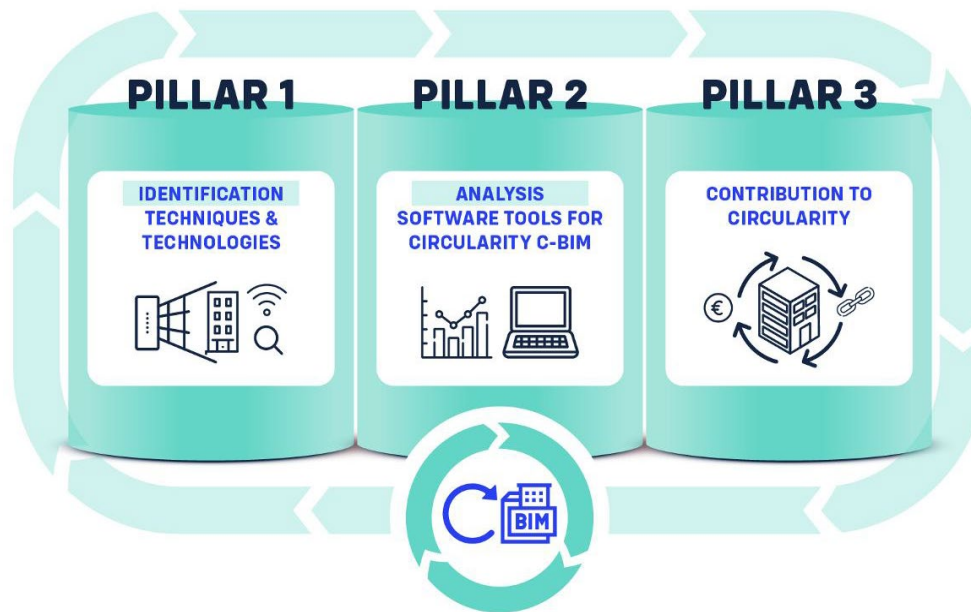 PILLAR 1
PILLAR 2
PILLAR 3
IDENTIFICATION
TECHNIQUES &
TECHNOLOGIES
ANALYSIS
SOFTWARE TOOLS FOR
CIRCULARITY C-BIM
CONTRIBUTION TO
CIRCULARITY
€
BIM